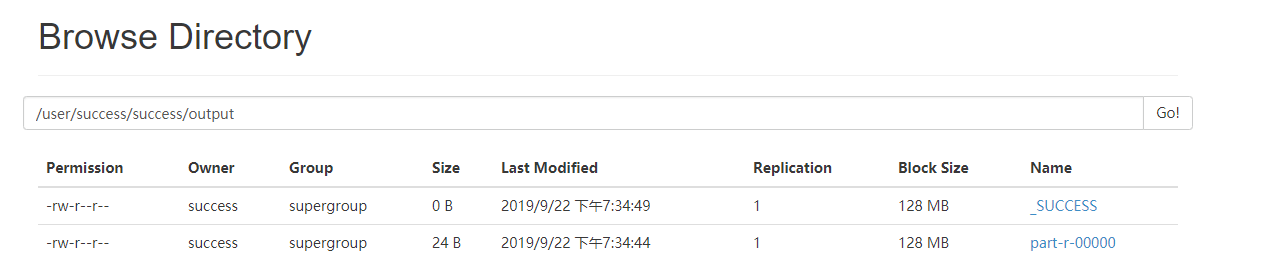 Browse Directory
/user/success/success/output Go!
Permission Owner Group Size Last Modified Replication Block Size Name
-rw-r--r-- success supergroup 0 B 2019/9/22 下午7:34:49 1 128 MB _SUCCESS
-rw-r--r-- success supergroup 24 B 2019/9/22 下午7:34:44 1 128 MB part-r-00000